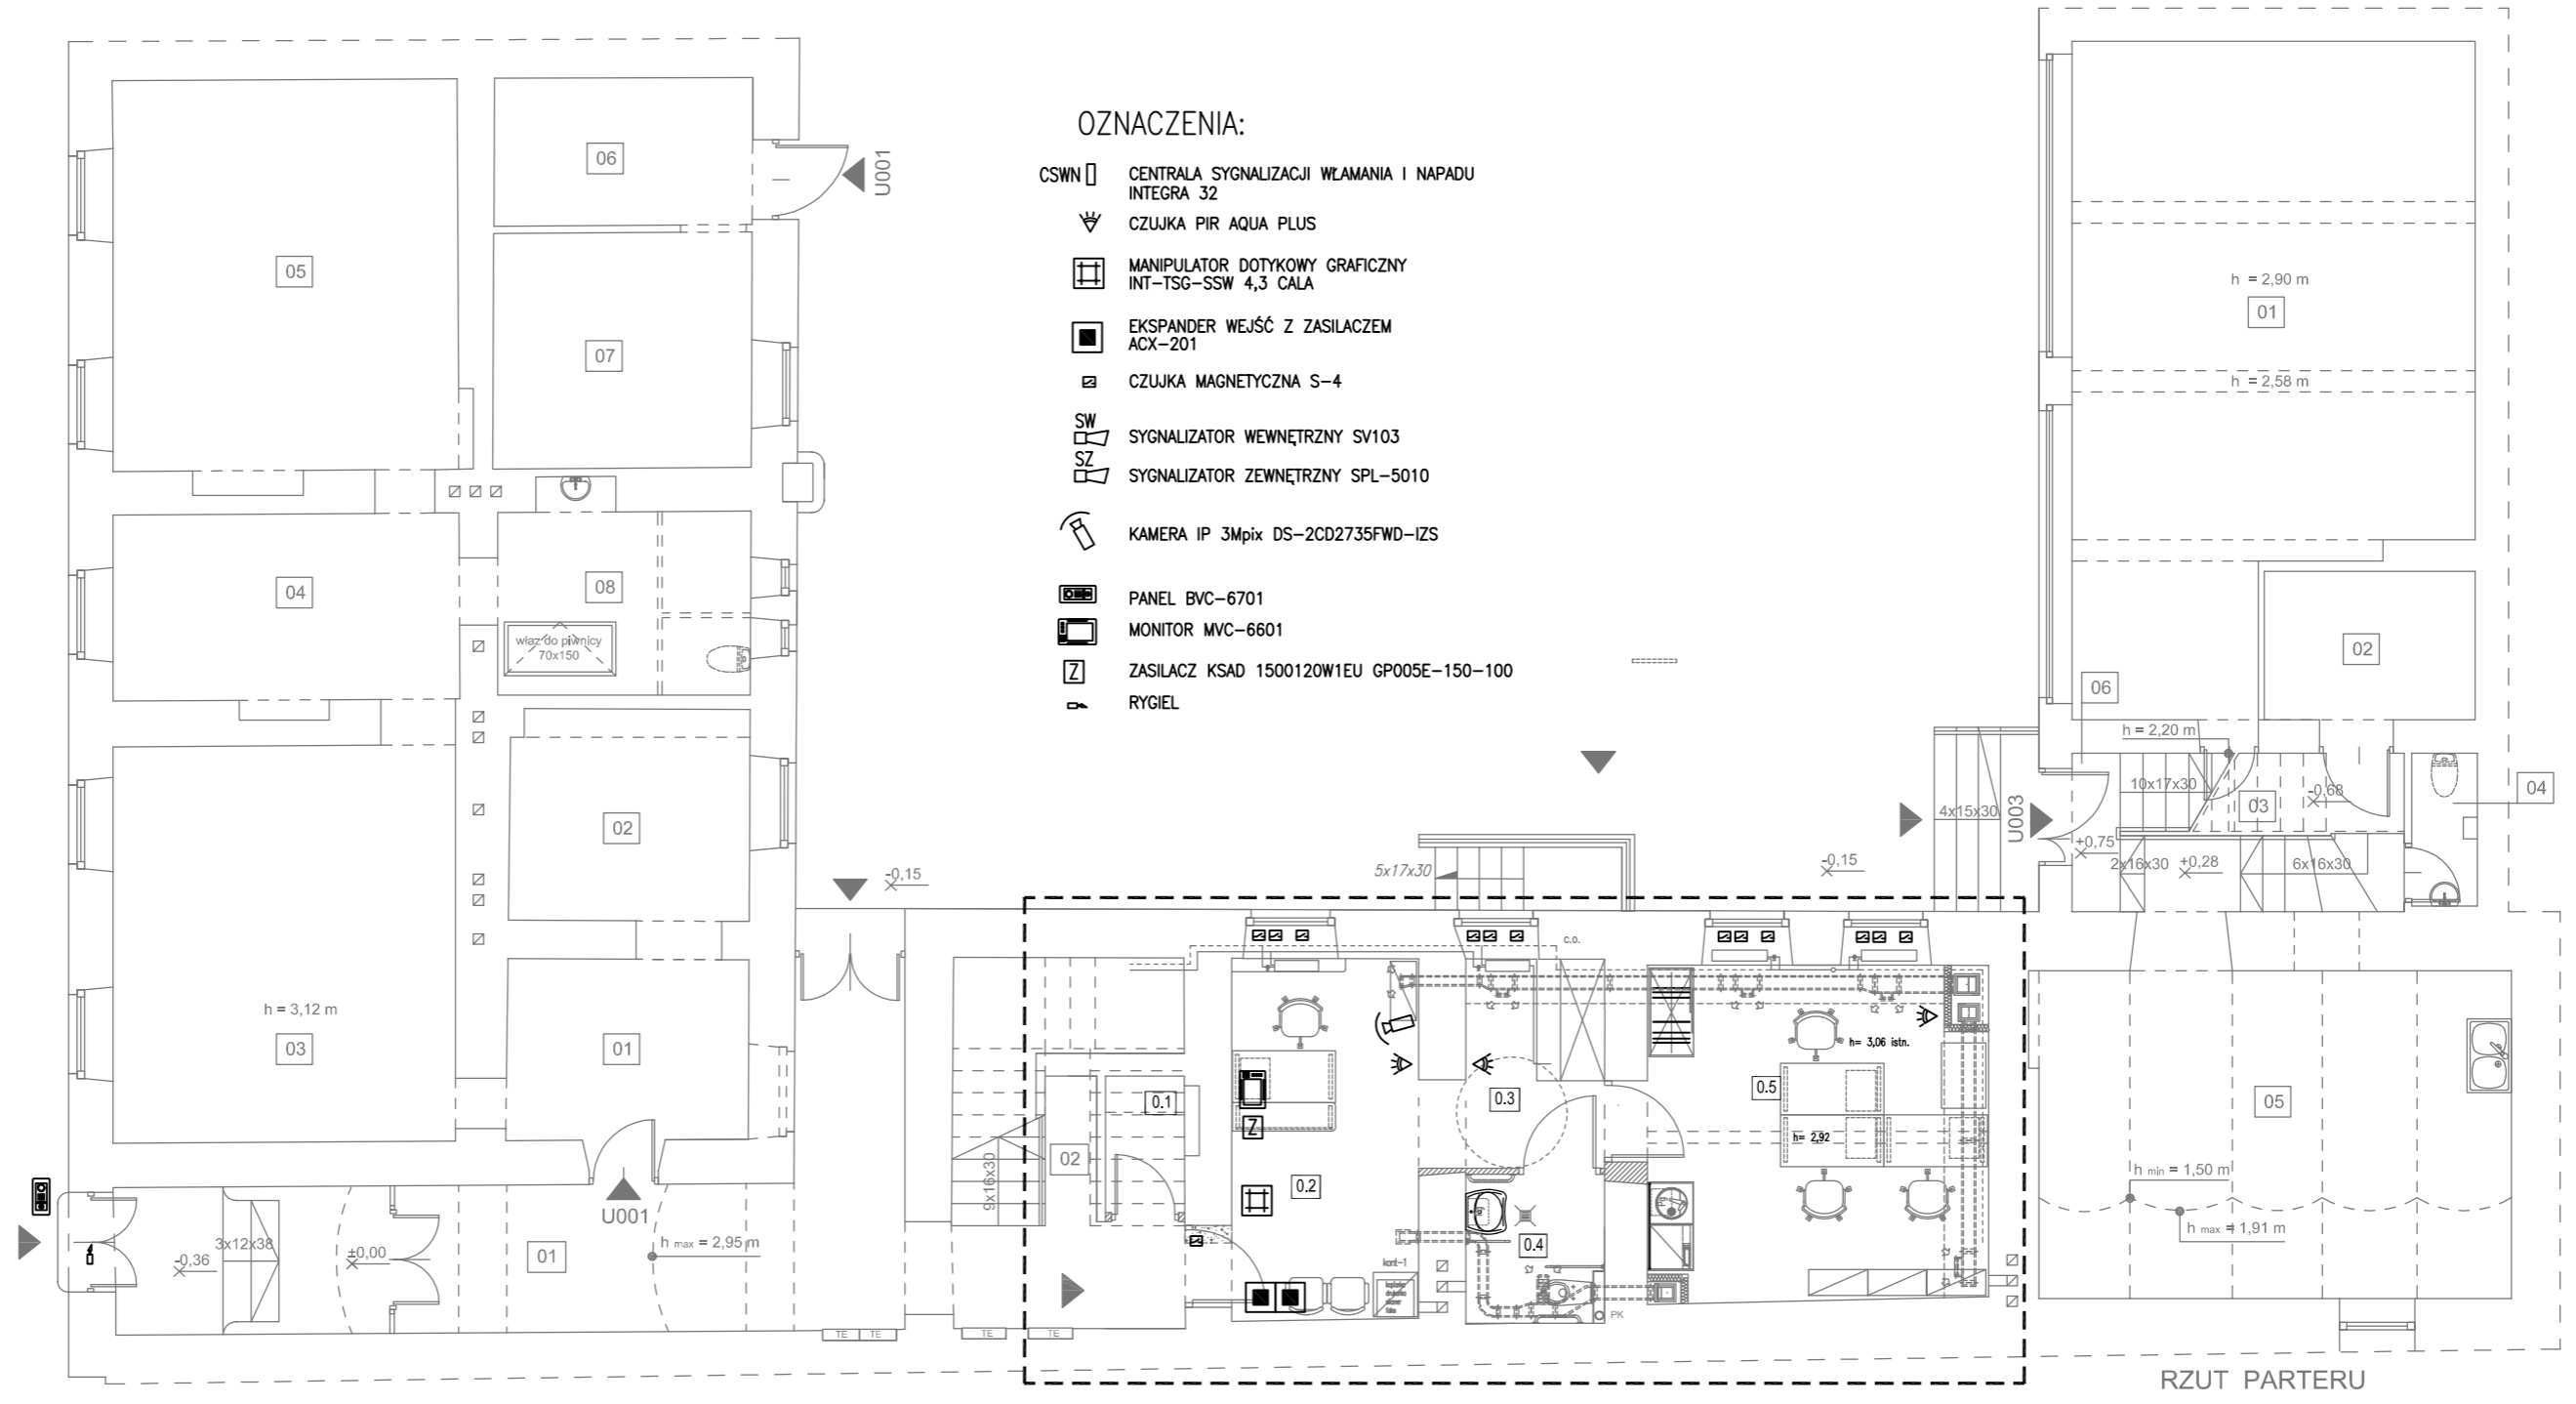 OZNACZENIA:
CSWN
CENTRALA SYGNALIZACJI WŁAMANIA I NAPADU
INTEGRA 32
CZUJKA PIR AQUA PLUS
MANIPULATOR DOTYKOWY GRAFICZNY
INT-TSG-SSW 4,3 CALA
EKSPANDER WEJŚĆ Z ZASILACZEM
ACX-201
CZUJKA MAGNETYCZNA S-4
SW
SYGNALIZATOR WEWNĘTRZNY SV103
SZ
SYGNALIZATOR ZEWNĘTRZNY SPL-5010
KAMERA IP 3Mpix DS-2CD2735FWD-IZS
PANEL BVC-6701
MONITOR MVC-6601
Z
ZASILACZ KSAD 1500120W1EU GP005E-150-100
RYGIEL
06
U001
05
07
04
08
właz do piwnicy
70x150
02
h = 3,12 m
03
01
U001
3x12x38
-0,36
±0,00
01
h max = 2,95 m
TE
TE
TE
TE
-0,15
9x16x30
02
0.1
Z
0.2
0.3
0.4
0.5
kont-1
PK
c.o.
h= 3,06 istn.
h= 2,92
5x17x30
-0,15
4x15x30
U003
h = 2,90 m
01
h = 2,58 m
02
06
h = 2,20 m
10x17x30
03
-0,68
04
+0,75
2x16x30
+0,28
6x16x30
05
h min = 1,50 m
h max = 1,91 m
RZUT PARTERU